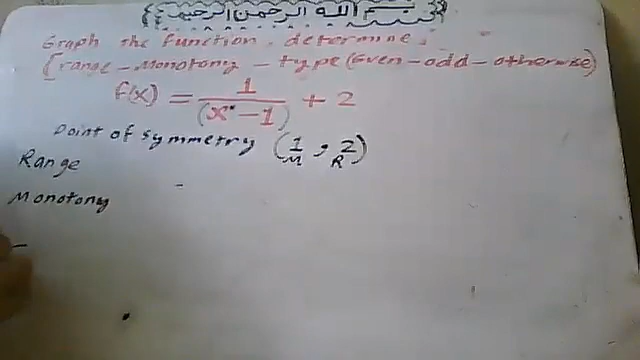 بسم الله الرحمن الرحيم
Graph the function, determine:
[range - Monotony - type (Even - odd - otherwise)
f(x) = 1 / (x - 1) + 2
Point of symmetry (1 , 2)
M R
Range
Monotony